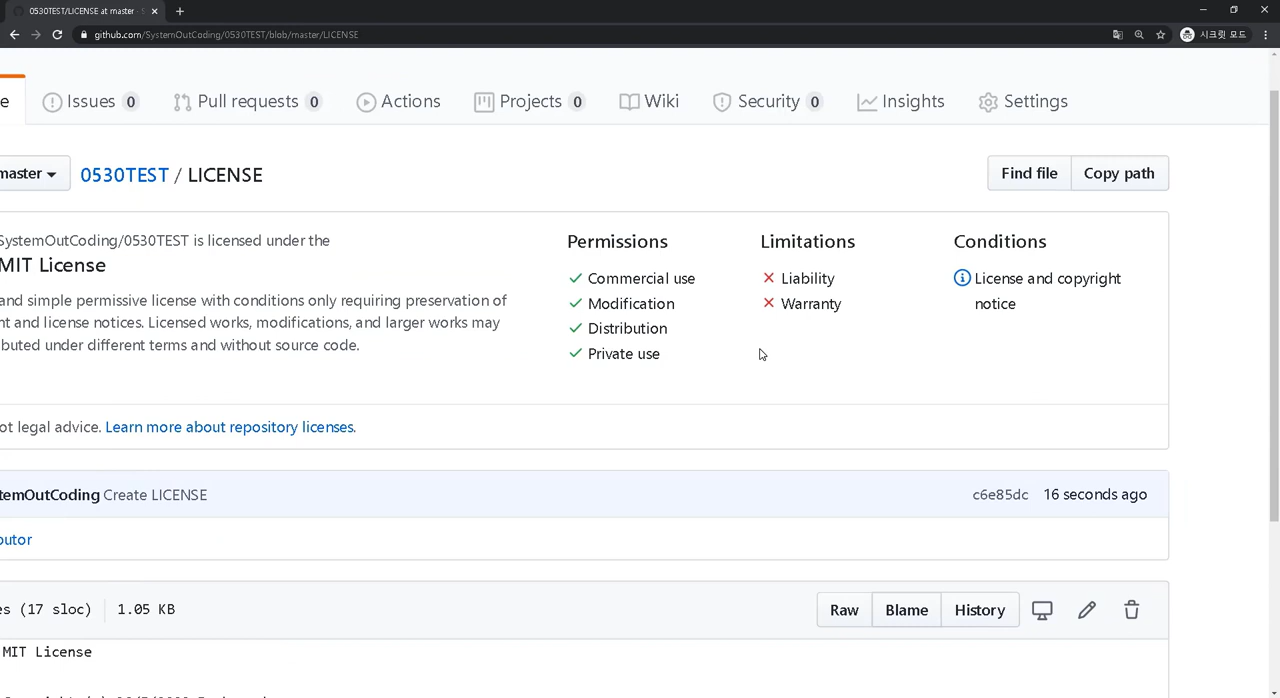 0530TEST/LICENSE at master · S
github.com/SystemOutCoding/0530TEST/blob/master/LICENSE
시크릿 모드
e Issues 0 Pull requests 0 Actions Projects 0 Wiki Security 0 Insights Settings
master 0530TEST / LICENSE Find file Copy path
SystemOutCoding/0530TEST is licensed under the
MIT License
and simple permissive license with conditions only requiring preservation of
nt and license notices. Licensed works, modifications, and larger works may
buted under different terms and without source code.
Permissions
Commercial use
Modification
Distribution
Private use
Limitations
Liability
Warranty
Conditions
License and copyright
notice
ot legal advice. Learn more about repository licenses.
temOutCoding Create LICENSE c6e85dc 16 seconds ago
butor
es (17 sloc) 1.05 KB Raw Blame History
MIT License